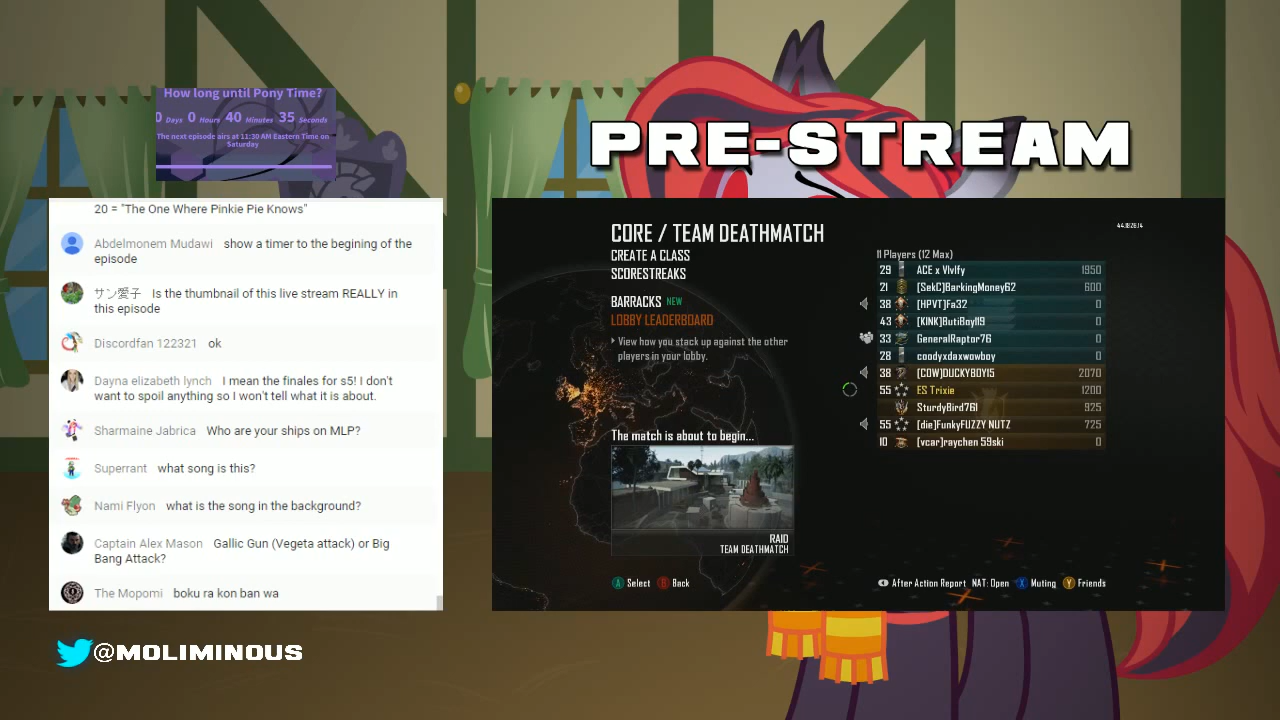 How long until Pony Time?
0 Days 0 Hours 40 Minutes 35 Seconds
The next episode airs at 11:30 AM Eastern Time on
Saturday
PRE-STREAM
20 = "The One Where Pinkie Pie Knows"
Abdelmonem Mudawi show a timer to the begining of the
episode
サン愛子 Is the thumbnail of this live stream REALLY in
this episode
Discordfan 122321 ok
Dayna elizabeth lynch I mean the finales for s5! I don't
want to spoil anything so I won't tell what it is about.
Sharmaine Jabrica Who are your ships on MLP?
Superrant what song is this?
Nami Flyon what is the song in the background?
Captain Alex Mason Gallic Gun (Vegeta attack) or Big
Bang Attack?
The Mopomi boku ra kon ban wa
@MOLIMINOUS
CORE / TEAM DEATHMATCH
CREATE A CLASS
SCORESTREAKS
BARRACKS NEW
LOBBY LEADERBOARD
View how you stack up against the other
players in your lobby.
The match is about to begin...
RAID
TEAM DEATHMATCH
A Select B Back
11 Players (12 Max)
29 ACE x VlvIfy 1950
21 [SekC]BarkingMoney62 600
38 [HPVT]Fa32 0
43 [KINK]ButiBoy119 0
33 GeneralRaptor76 0
28 coodyxdaxwowboy 0
38 [COW]DUCKYBOY15 2070
55 ES Trixie 1200
SturdyBird761 925
55 [die]FunkyFUZZY NUTZ 725
10 [vcar]raychen 59ski 0
After Action Report NAT: Open X Muting Y Friends